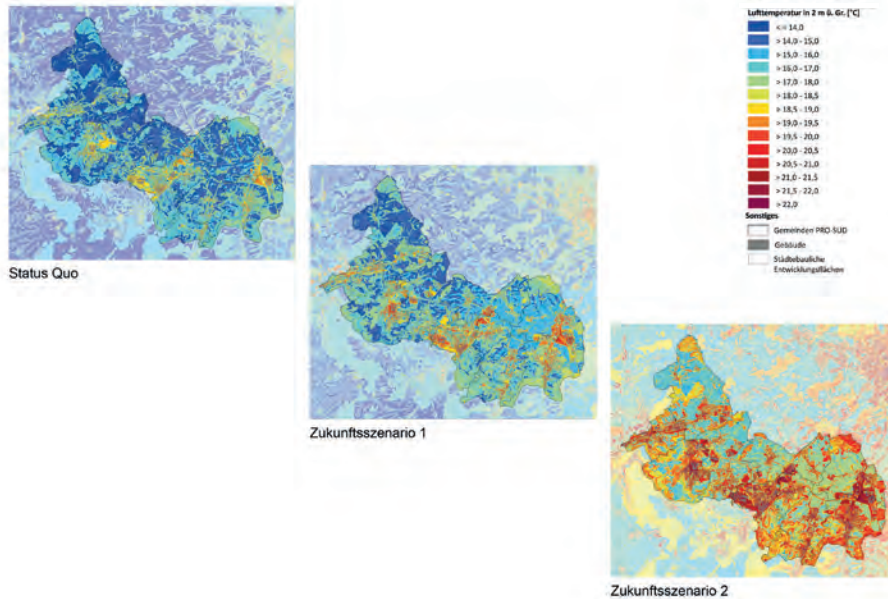 Lufttemperatur in 2 m ü. Gr. [°C]
<= 14,0
> 14,0 - 15,0
> 15,0 - 16,0
> 16,0 - 17,0
> 17,0 - 18,0
> 18,0 - 18,5
> 18,5 - 19,0
> 19,0 - 19,5
> 19,5 - 20,0
> 20,0 - 20,5
> 20,5 - 21,0
> 21,0 - 21,5
> 21,5 - 22,0
> 22,0
Sonstiges
Gemeinden PRO-SUD
Gebäude
Städtebauliche
Entwicklungsflächen
Status Quo
Zukunftsszenario 1
Zukunftsszenario 2